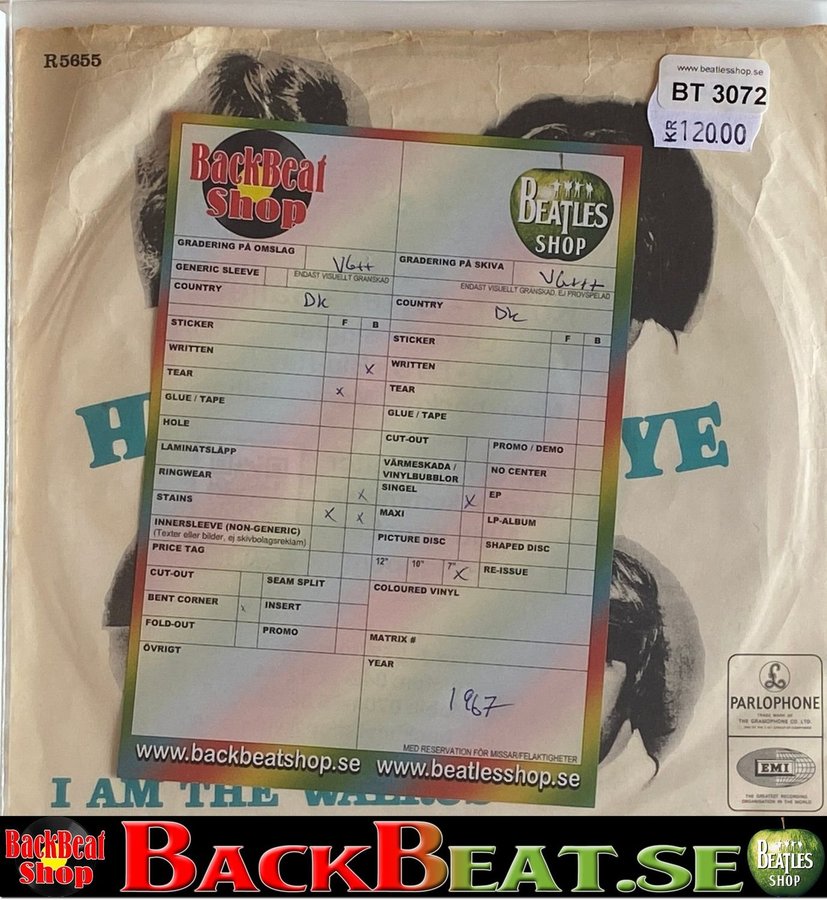 R5655
www.beatlesshop.se
BT 3072
KR 120.00
BackBeat Shop
BEATLES SHOP
GRADERING PÅ OMSLAG VG++
ENDAST VISUELLT GRANSKAD
GENERIC SLEEVE
COUNTRY Dk
STICKER F B
WRITTEN
TEAR X
GLUE / TAPE X
HOLE
LAMINATSLÄPP
RINGWEAR
STAINS X
INNERSLEEVE (NON-GENERIC) X X
(Texter eller bilder, ej skivbolagsreklam)
PRICE TAG
CUT-OUT SEAM SPLIT
BENT CORNER x INSERT
FOLD-OUT PROMO
ÖVRIGT
GRADERING PÅ SKIVA VG+++
ENDAST VISUELLT GRANSKAD, EJ PROVSPELAD
COUNTRY Dk
STICKER F B
WRITTEN
TEAR
GLUE / TAPE
CUT-OUT PROMO / DEMO
VÄRMESKADA / VINYLBUBBLOR NO CENTER
SINGEL X EP
MAXI LP-ALBUM
PICTURE DISC SHAPED DISC
12" 10" 7" X RE-ISSUE
COLOURED VINYL
MATRIX #
YEAR
1967
MED RESERVATION FÖR MISSAR/FELAKTIGHETER
www.backbeatshop.se www.beatlesshop.se
H YE
I AM THE WALRUS
PARLOPHONE
TRADE MARK OF
THE GRAMOPHONE CO. LTD.
EMI
THE GREATEST RECORDING
ORGANISATION IN THE WORLD
BackBeat Shop
BACKBEAT.SE
BEATLES SHOP